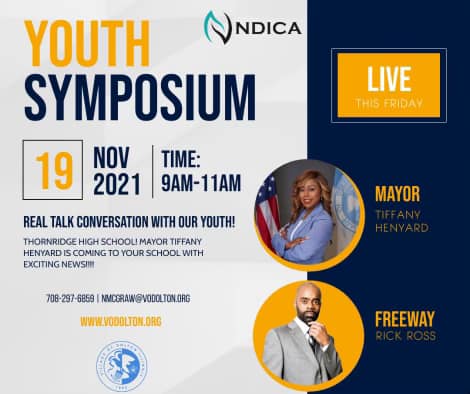 YOUTH
SYMPOSIUM
NDICA
LIVE
THIS FRIDAY
19
NOV
2021
TIME:
9AM-11AM
REAL TALK CONVERSATION WITH OUR YOUTH!
THORNRIDGE HIGH SCHOOL! MAYOR TIFFANY
HENYARD IS COMING TO YOUR SCHOOL WITH
EXCITING NEWS!!!!
708-297-6859 | NMCGRAW@VODOLTON.ORG
WWW.VODOLTON.ORG
MAYOR
TIFFANY
HENYARD
FREEWAY
RICK ROSS